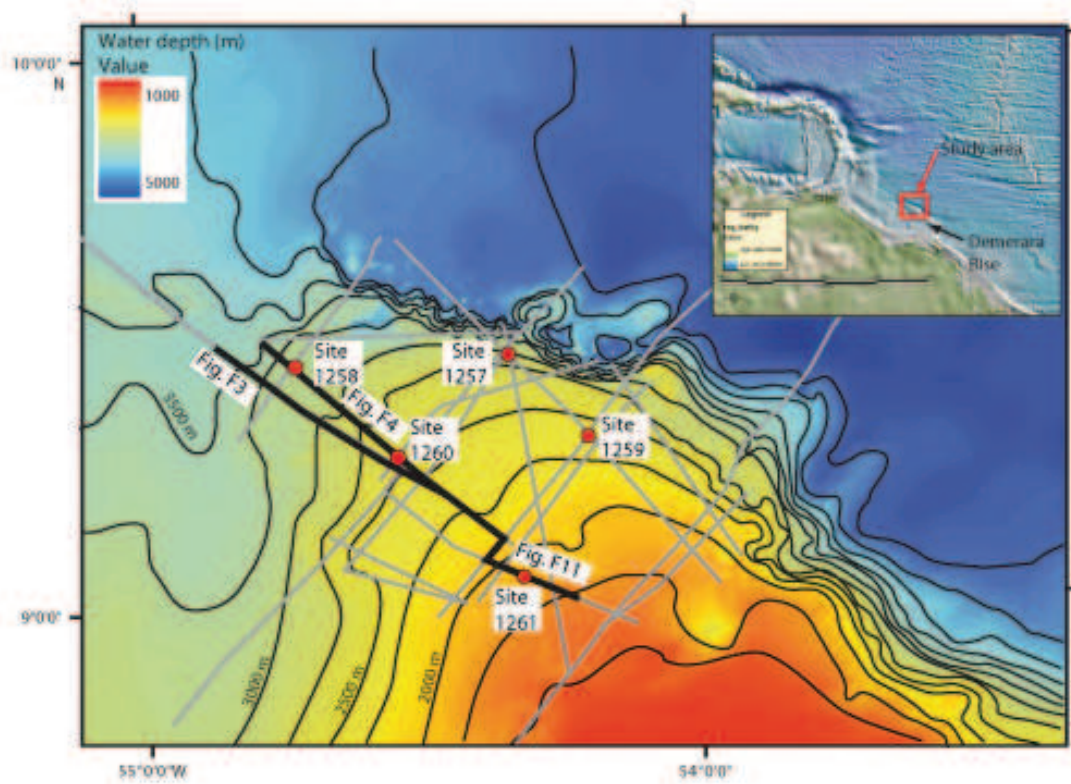 Water depth (m)
Value
1000
5000
10°0'0"
N
9°0'0"
55°0'0"W
54°0'0"
Study area
Demerara
Rise
Legend
Site
1258
Site
1257
Site
1260
Site
1259
Site
1261
Fig. F3
Fig. F4
Fig. F11
3500 m
3000 m
2500 m
2000 m